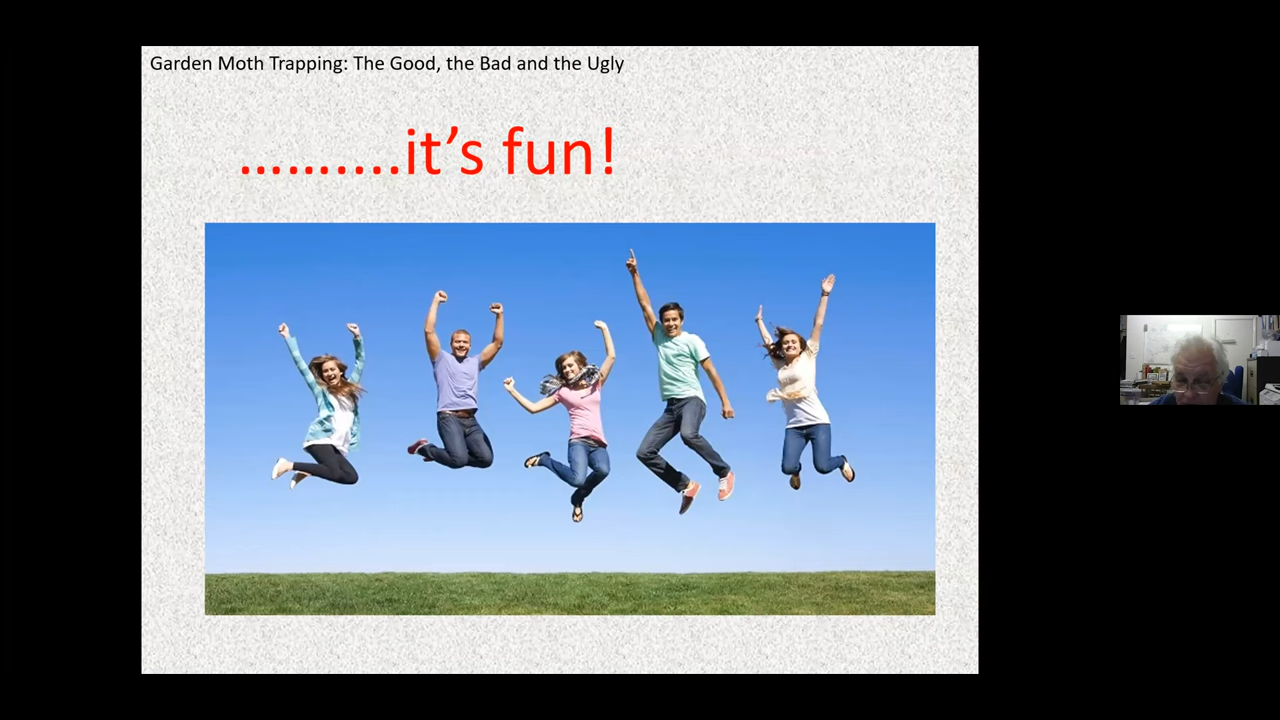 Garden Moth Trapping: The Good, the Bad and the Ugly
……….it’s fun!